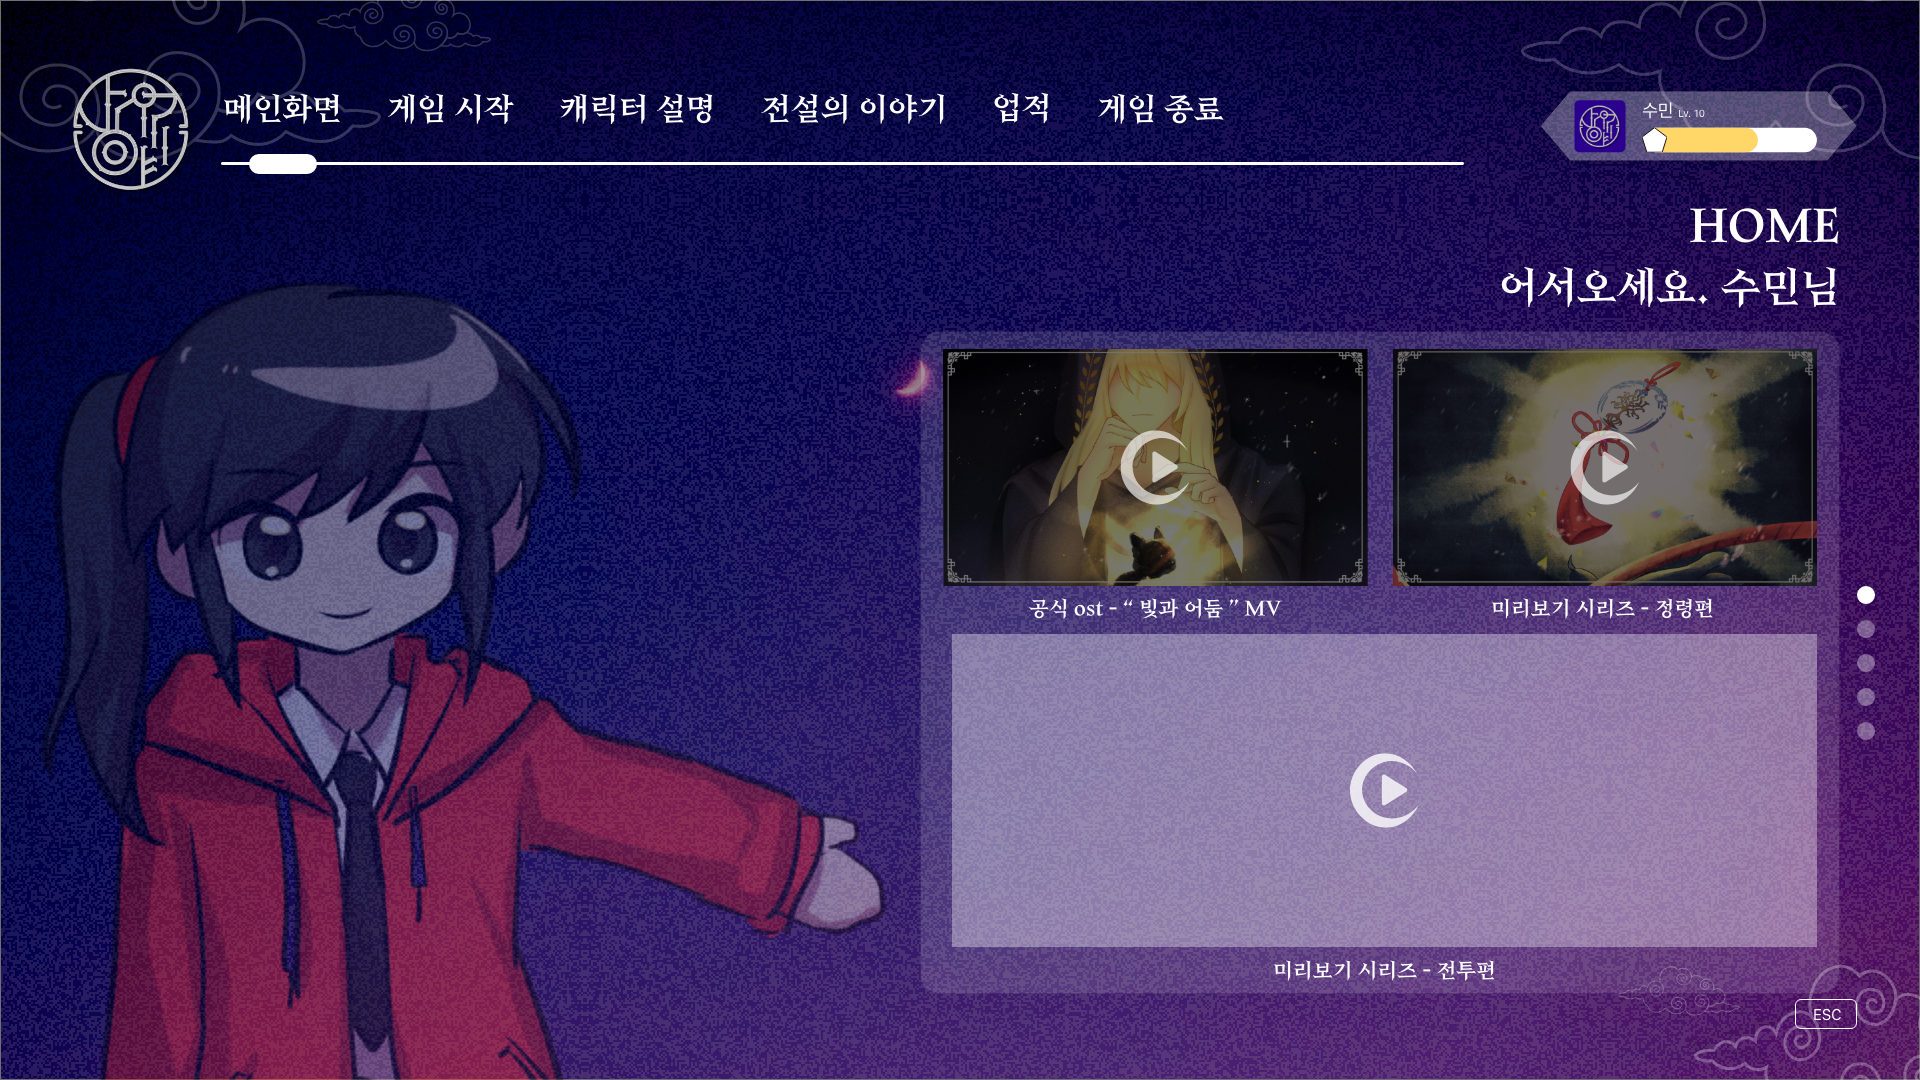 메인화면 게임 시작 캐릭터 설명 전설의 이야기 업적 게임 종료
수민 Lv. 10
HOME
어서오세요. 수민님
공식 ost - “ 빛과 어둠 ” MV
미리보기 시리즈 - 정령편
미리보기 시리즈 - 전투편
ESC